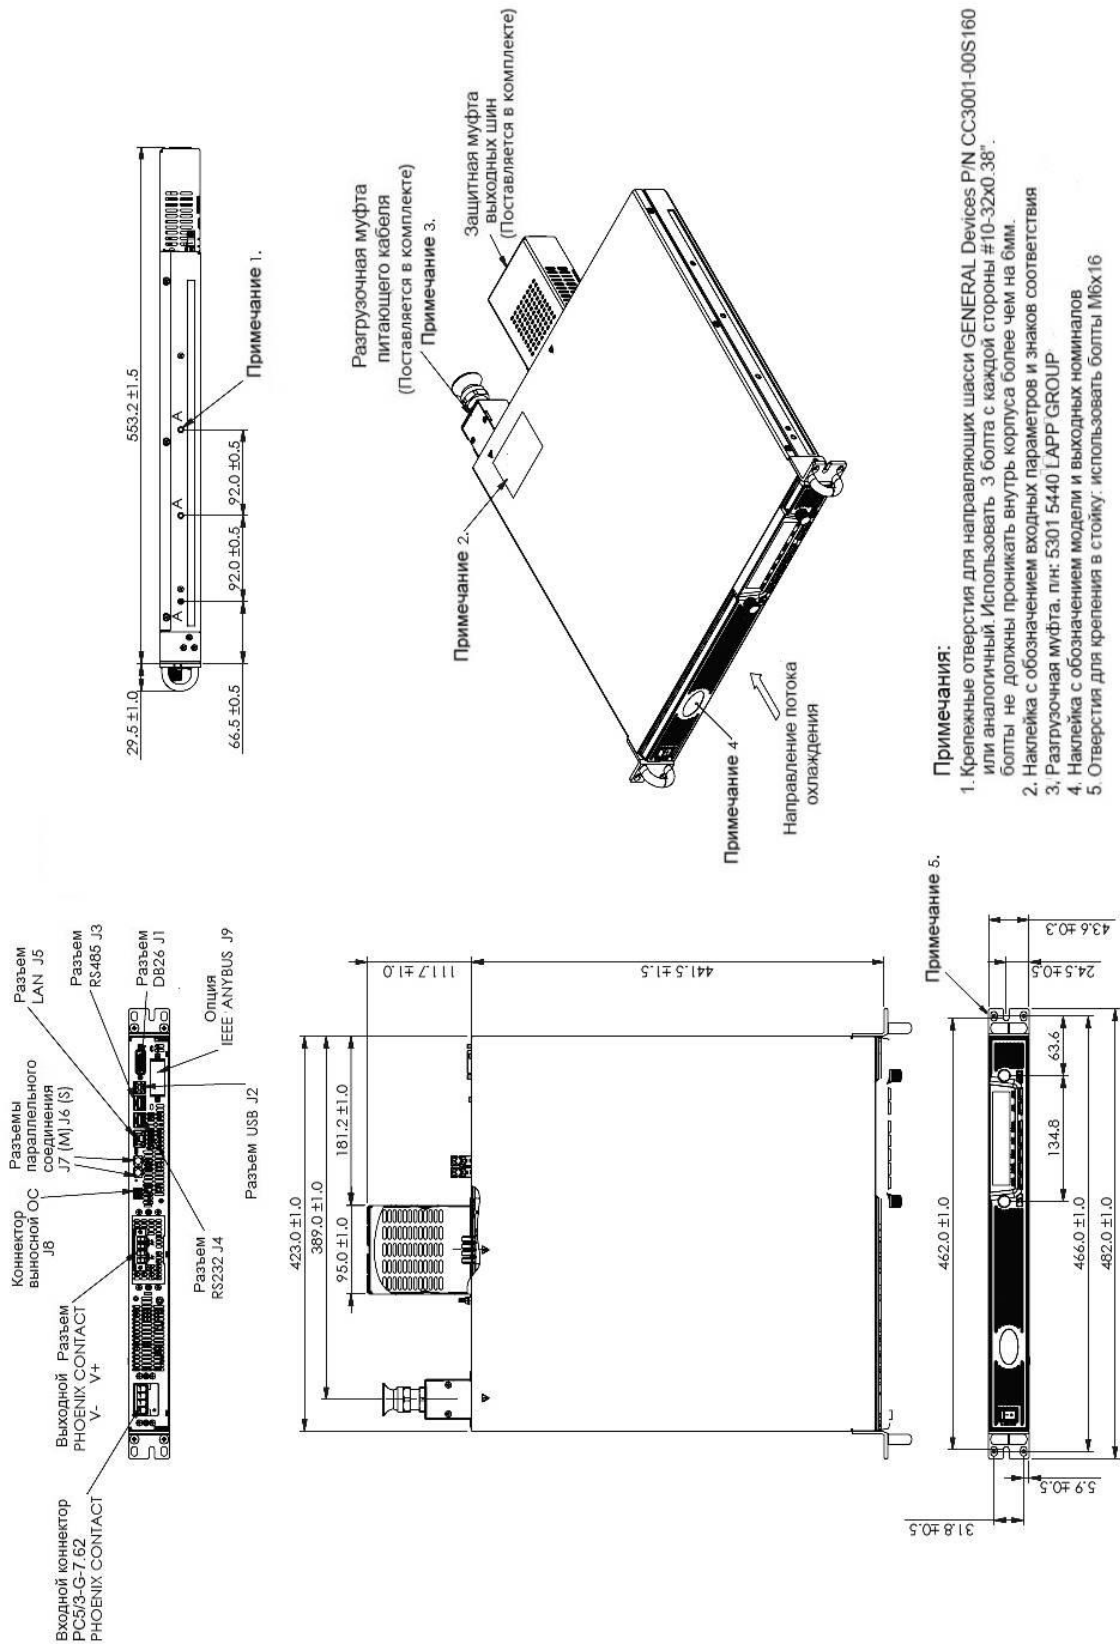 Входной коннектор
PC5/3-G-7.62
PHOENIX CONTACT
Выходной Разъем
PHOENIX CONTACT
V- V+
Коннектор
выносной ОС
J8
Разъемы
параллельного
соединения
J7 (M) J6 (S)
Разъем
LAN J5
Разъем
RS485 J3
Разъем
DB26 J1
Опция
IEEE ANYBUS J9
Разъем USB J2
Разъем
RS232 J4
29.5 ±1.0
553.2 ±1.5
A
A
A
66.5 ±0.5
92.0 ±0.5
92.0 ±0.5
Примечание 1.
423.0 ±1.0
389.0 ±1.0
95.0 ±1.0
181.2 ±1.0
111.7 ±1.0
441.5 ±1.5
Разгрузочная муфта
питающего кабеля
(Поставляется в комплекте)
Примечание 3.
Защитная муфта
выходных шин
(Поставляется в комплекте)
Примечание 2.
Примечание 4
Направление потока
охлаждения
Примечание 5.
462.0 ±1.0
134.8
63.6
466.0 ±1.0
482.0 ±1.0
31.8 ±0.5
5.9 ±0.5
24.5 ±0.5
43.6 ±0.3
Примечания:
1. Крепежные отверстия для направляющих шасси GENERAL Devices P/N CC3001-00S160
или аналогичный. Использовать 3 болта с каждой стороны #10-32x0.38".
болты не должны проникать внутрь корпуса более чем на 6мм.
2. Наклейка с обозначением входных параметров и знаков соответствия
3. Разгрузочная муфта. п/н: 5301 5440 LAPP GROUP
4. Наклейка с обозначением модели и выходных номиналов
5. Отверстия для крепления в стойку: использовать болты M6x16